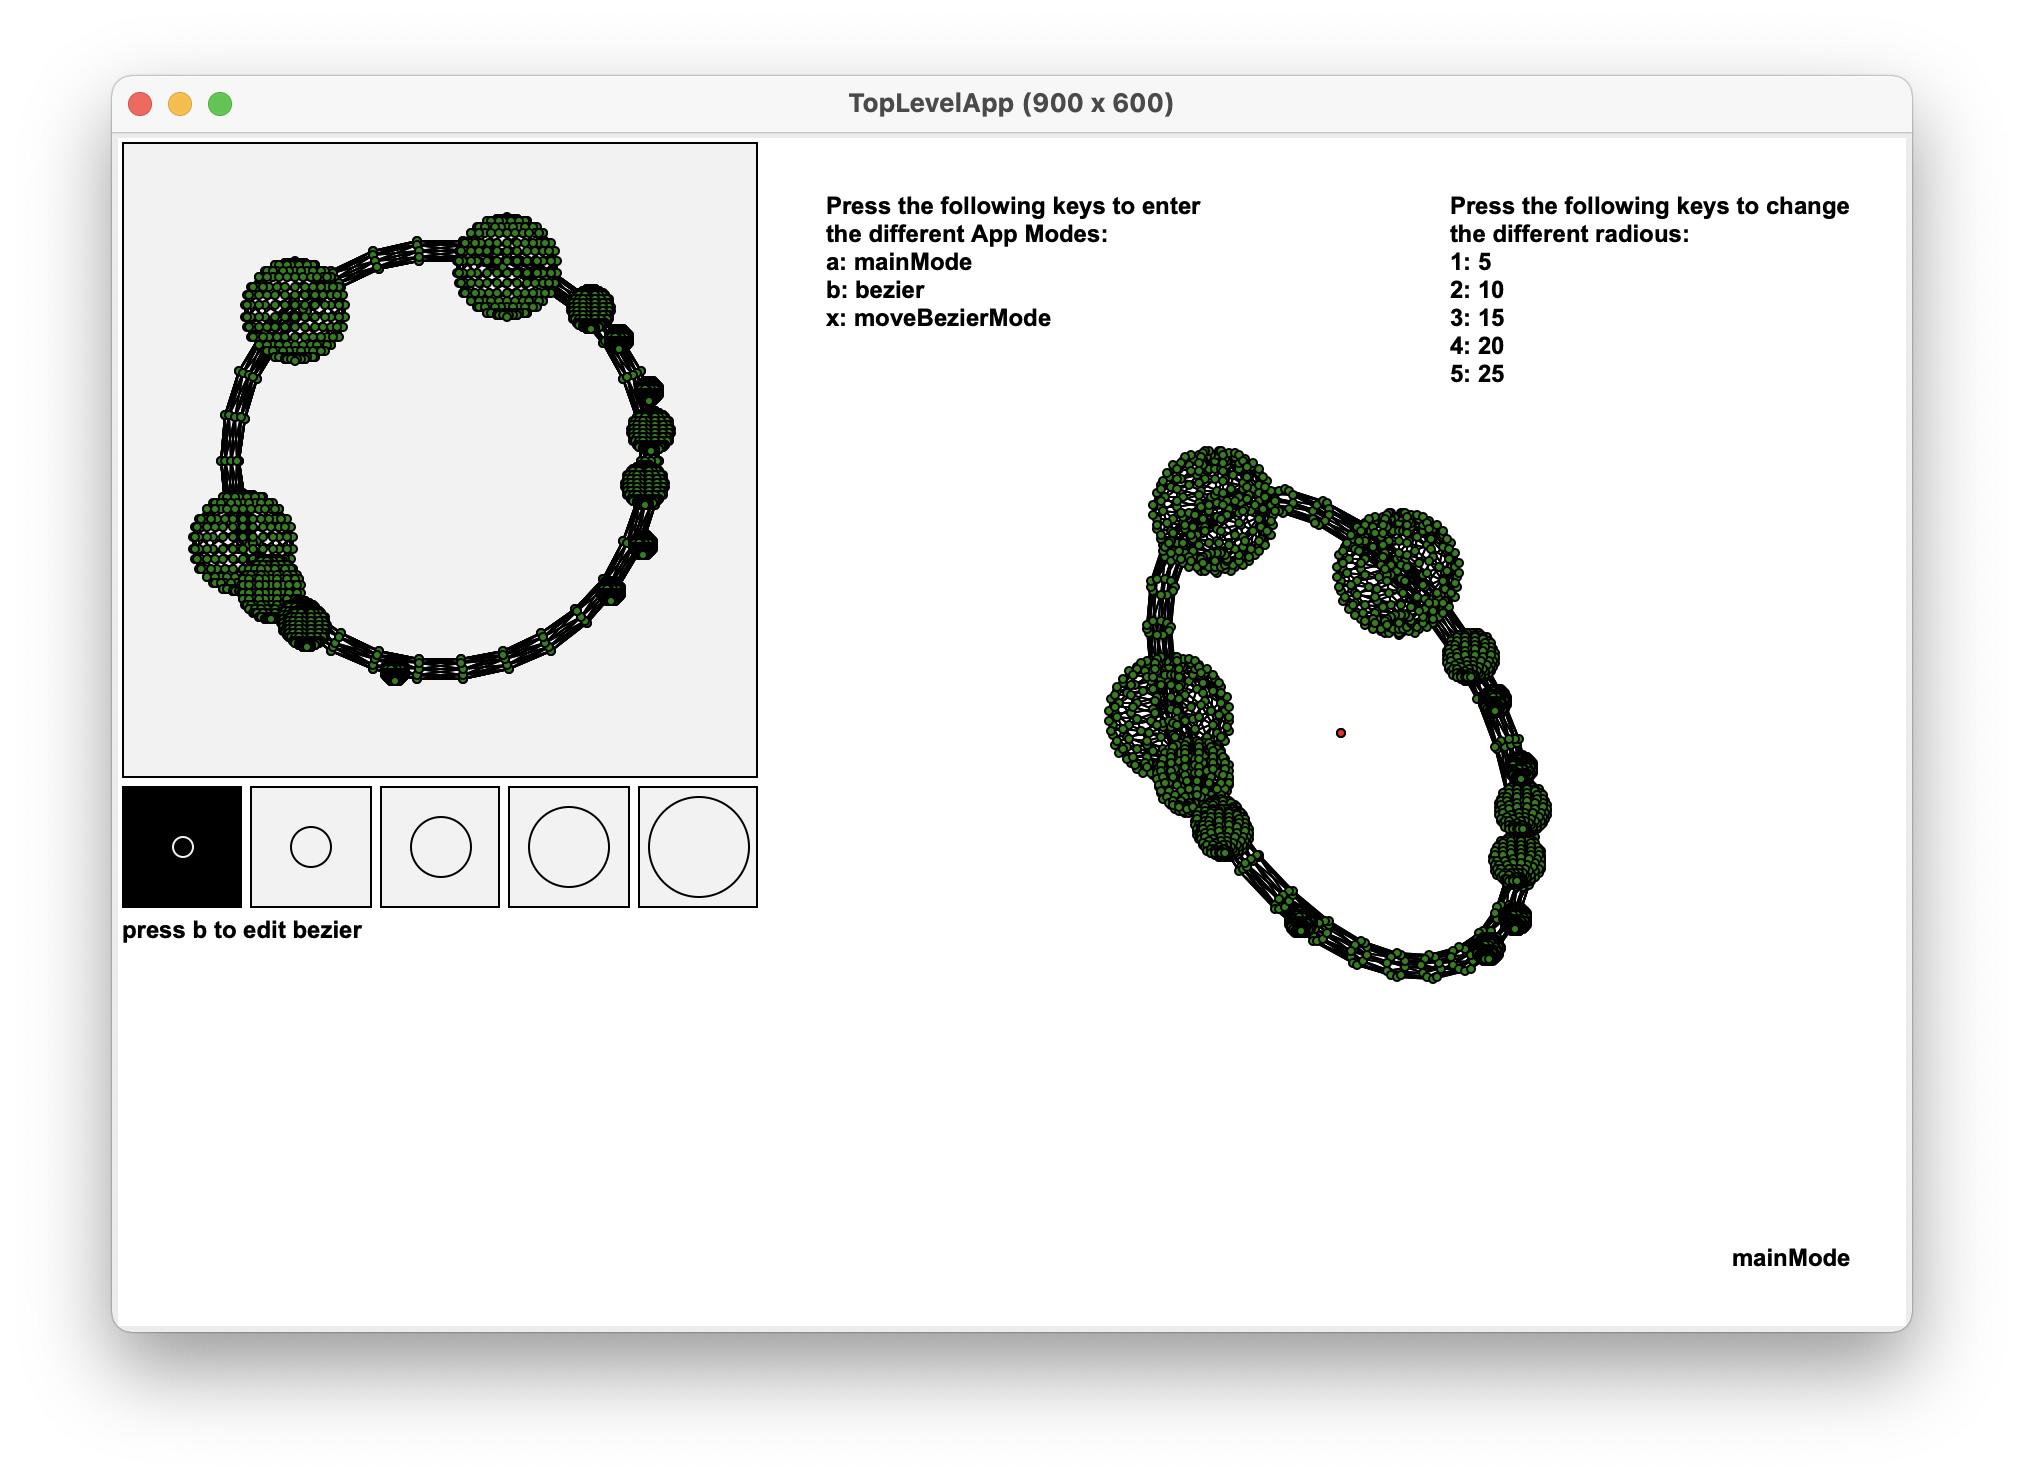 TopLevelApp (900 x 600)
Press the following keys to enter
the different App Modes:
a: mainMode
b: bezier
x: moveBezierMode
Press the following keys to change
the different radious:
1: 5
2: 10
3: 15
4: 20
5: 25
press b to edit bezier
mainMode